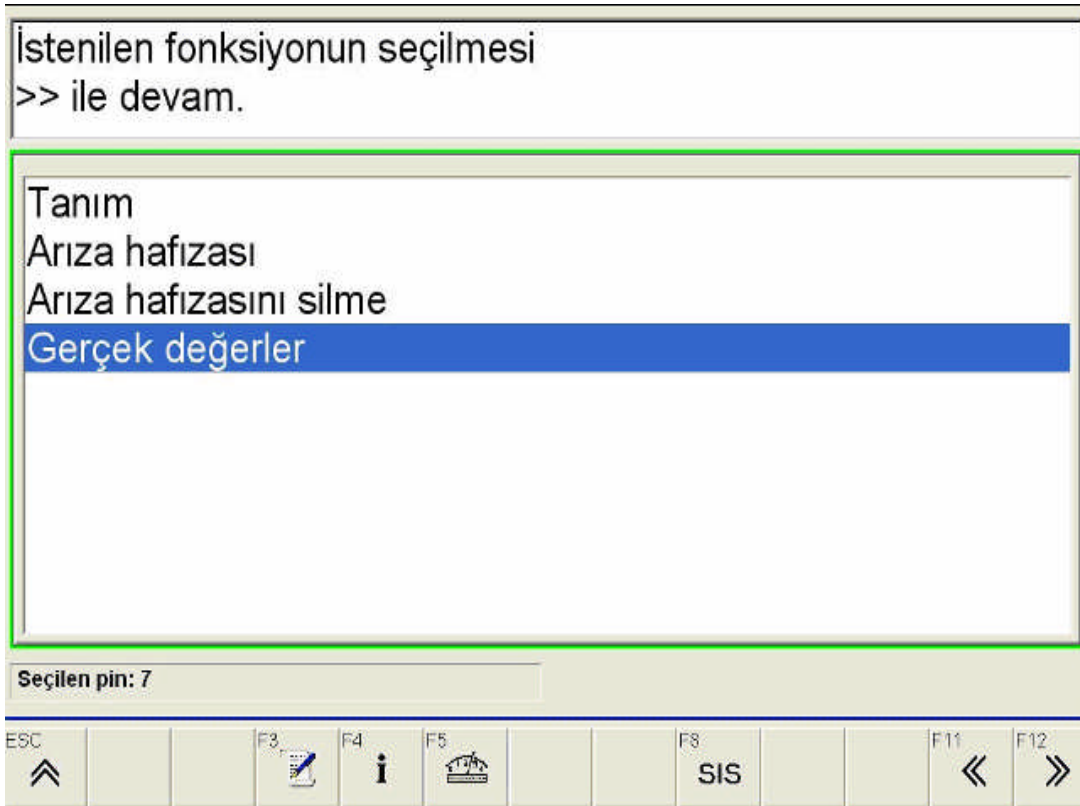 İstenilen fonksiyonun seçilmesi
>> ile devam.
Tanım
Arıza hafızası
Arıza hafızasını silme
Gerçek değerler
Seçilen pin: 7
ESC F3 F4 F5 F8 F11 F12
i SIS